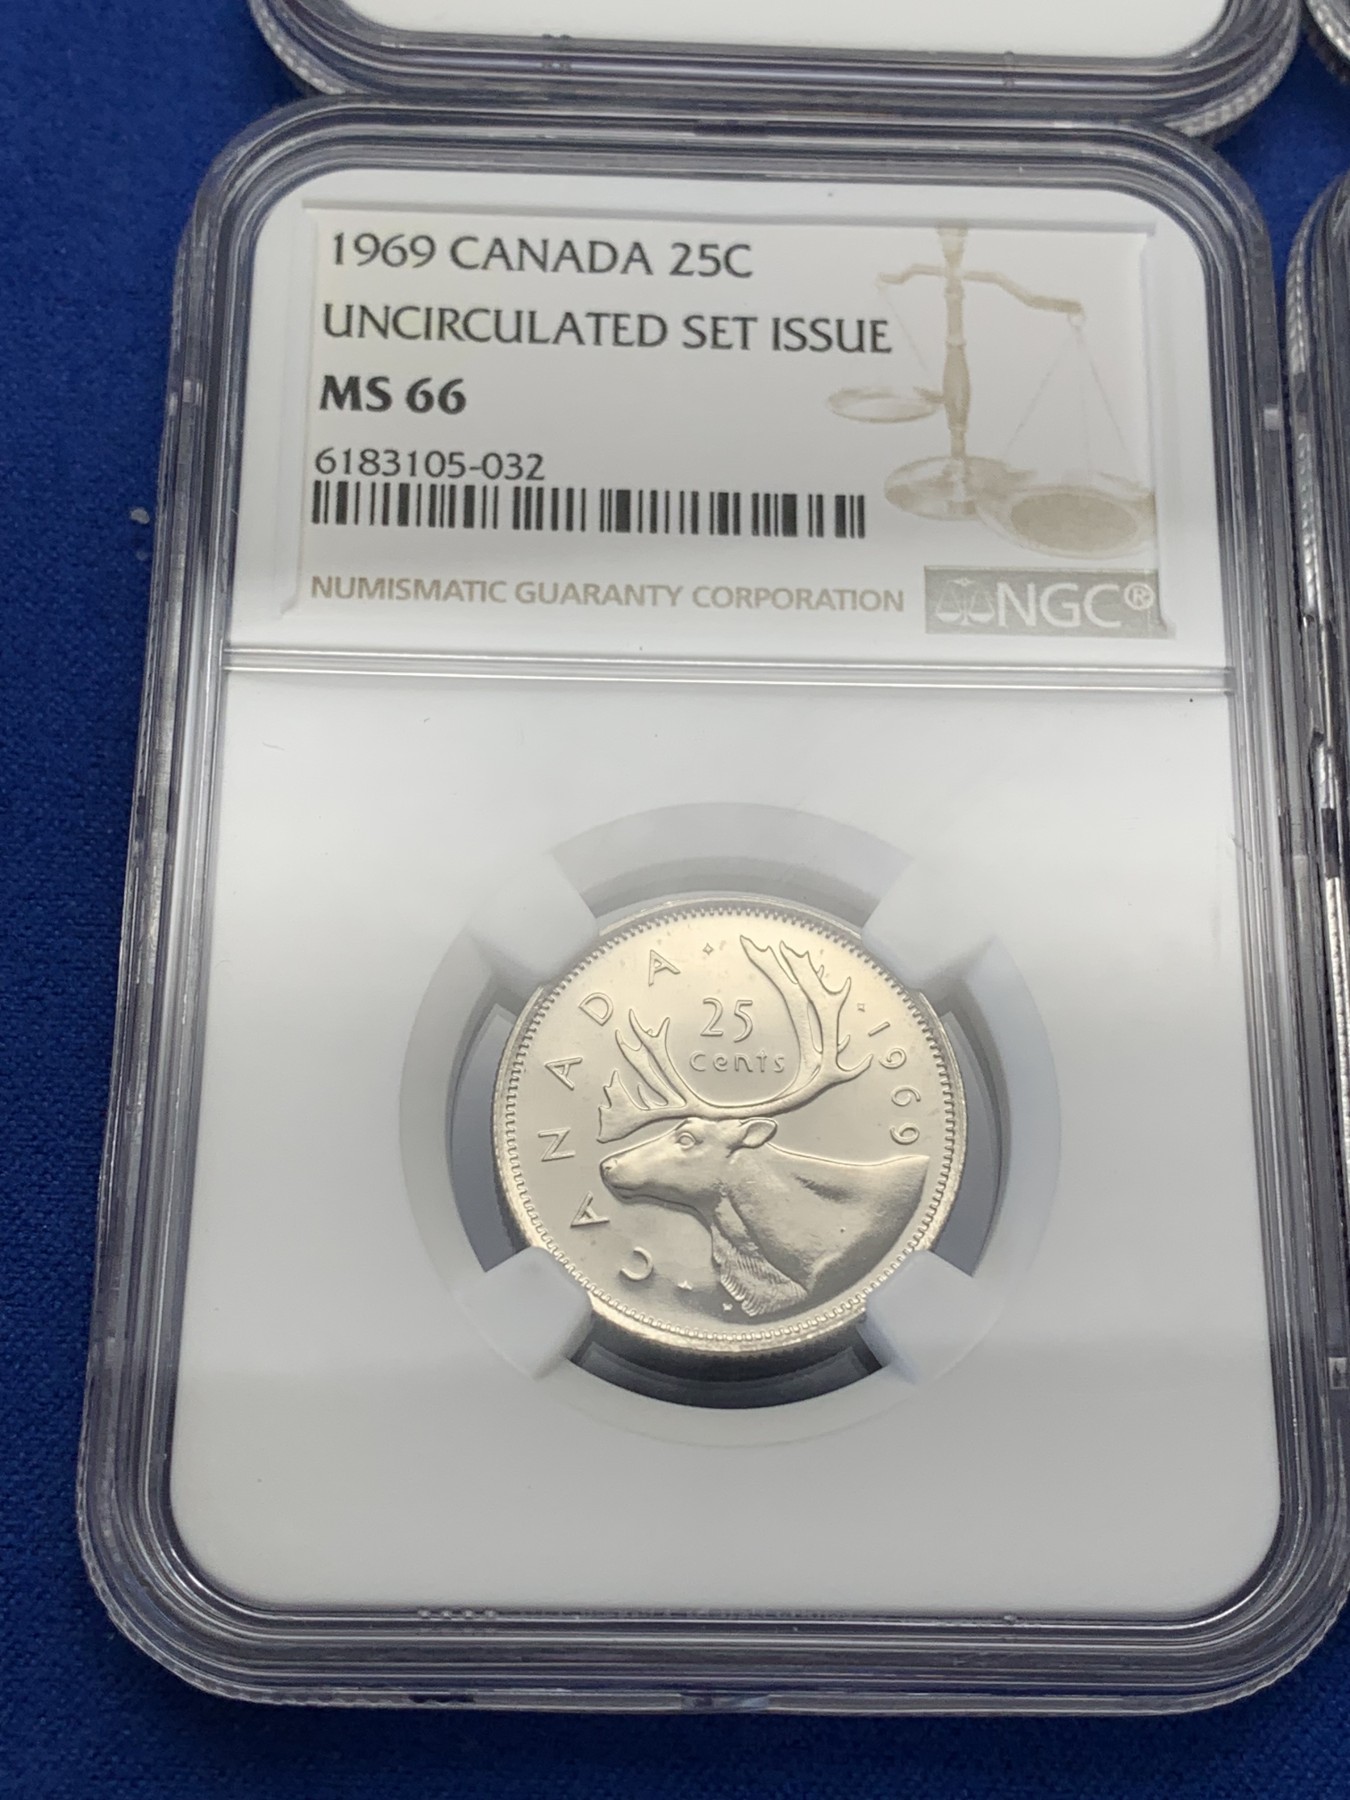 1969 CANADA 25C
UNCIRCULATED SET ISSUE
MS 66
6183105-032
NUMISMATIC GUARANTY CORPORATION NGC®
CANADA 1969
25
cents